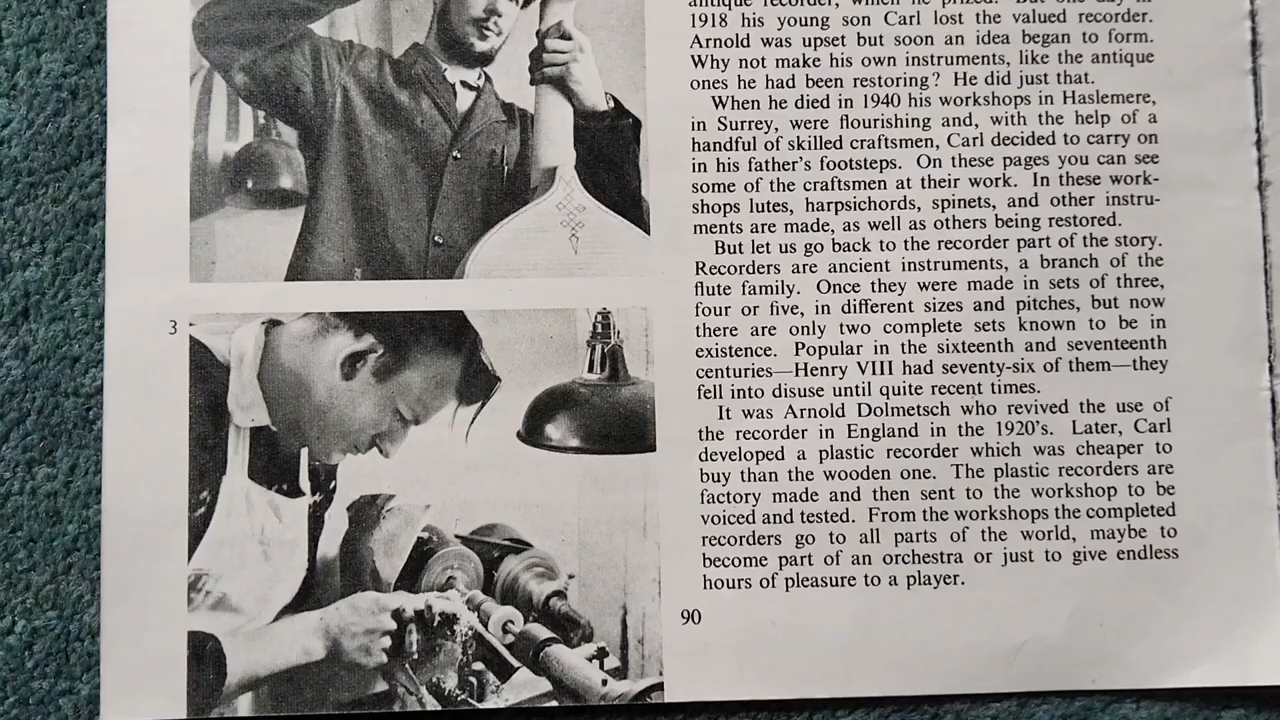 antique recorder, which he prized. But one day in
1918 his young son Carl lost the valued recorder.
Arnold was upset but soon an idea began to form.
Why not make his own instruments, like the antique
ones he had been restoring? He did just that.
When he died in 1940 his workshops in Haslemere,
in Surrey, were flourishing and, with the help of a
handful of skilled craftsmen, Carl decided to carry on
in his father's footsteps. On these pages you can see
some of the craftsmen at their work. In these work-
shops lutes, harpsichords, spinets, and other instru-
ments are made, as well as others being restored.
But let us go back to the recorder part of the story.
Recorders are ancient instruments, a branch of the
flute family. Once they were made in sets of three,
four or five, in different sizes and pitches, but now
there are only two complete sets known to be in
existence. Popular in the sixteenth and seventeenth
centuries—Henry VIII had seventy-six of them—they
fell into disuse until quite recent times.
It was Arnold Dolmetsch who revived the use of
the recorder in England in the 1920's. Later, Carl
developed a plastic recorder which was cheaper to
buy than the wooden one. The plastic recorders are
factory made and then sent to the workshop to be
voiced and tested. From the workshops the completed
recorders go to all parts of the world, maybe to
become part of an orchestra or just to give endless
hours of pleasure to a player.
3
90